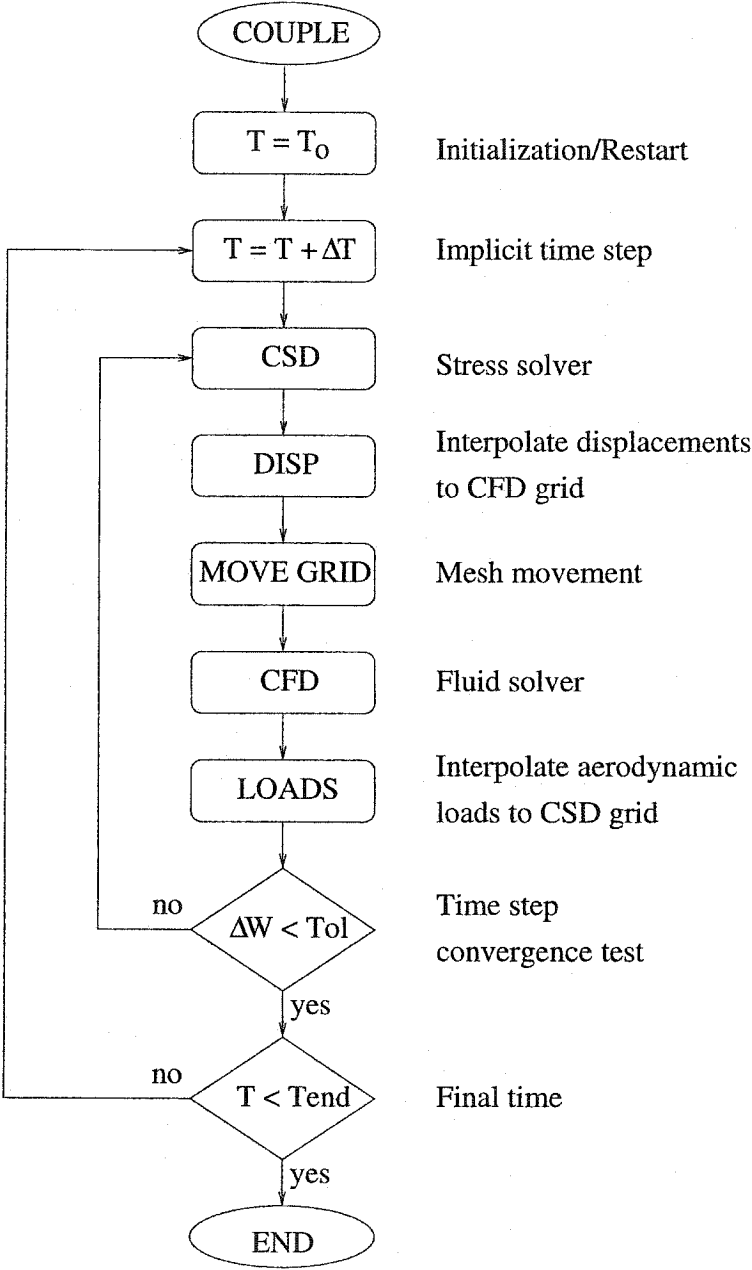 COUPLE
T = To
Initialization/Restart
T = T + ΔT
Implicit time step
CSD
Stress solver
DISP
Interpolate displacements
to CFD grid
MOVE GRID
Mesh movement
CFD
Fluid solver
LOADS
Interpolate aerodynamic
loads to CSD grid
no
ΔW < Tol
Time step
convergence test
yes
no
T < Tend
Final time
yes
END